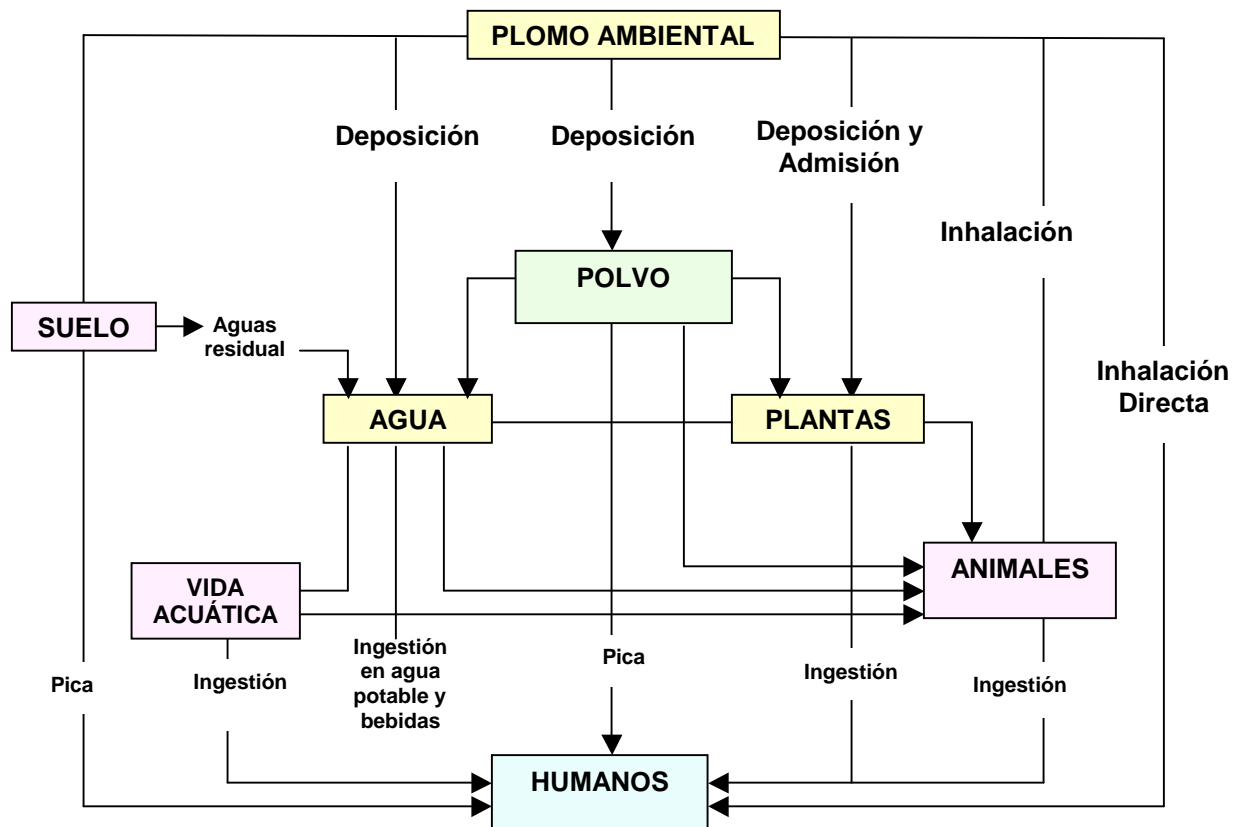 PLOMO AMBIENTAL
Deposición
Deposición
Deposición y
Admisión
Inhalación
POLVO
SUELO
Aguas
residual
Inhalación
Directa
AGUA
PLANTAS
ANIMALES
VIDA
ACUÁTICA
Pica
Ingestión
Ingestión
en agua
potable y
bebidas
Pica
Ingestión
Ingestión
HUMANOS